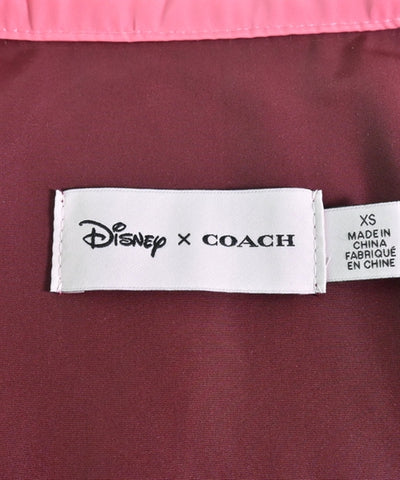 Disney × COACH
XS
MADE IN
CHINA
FABRIQUÉ
EN CHINE